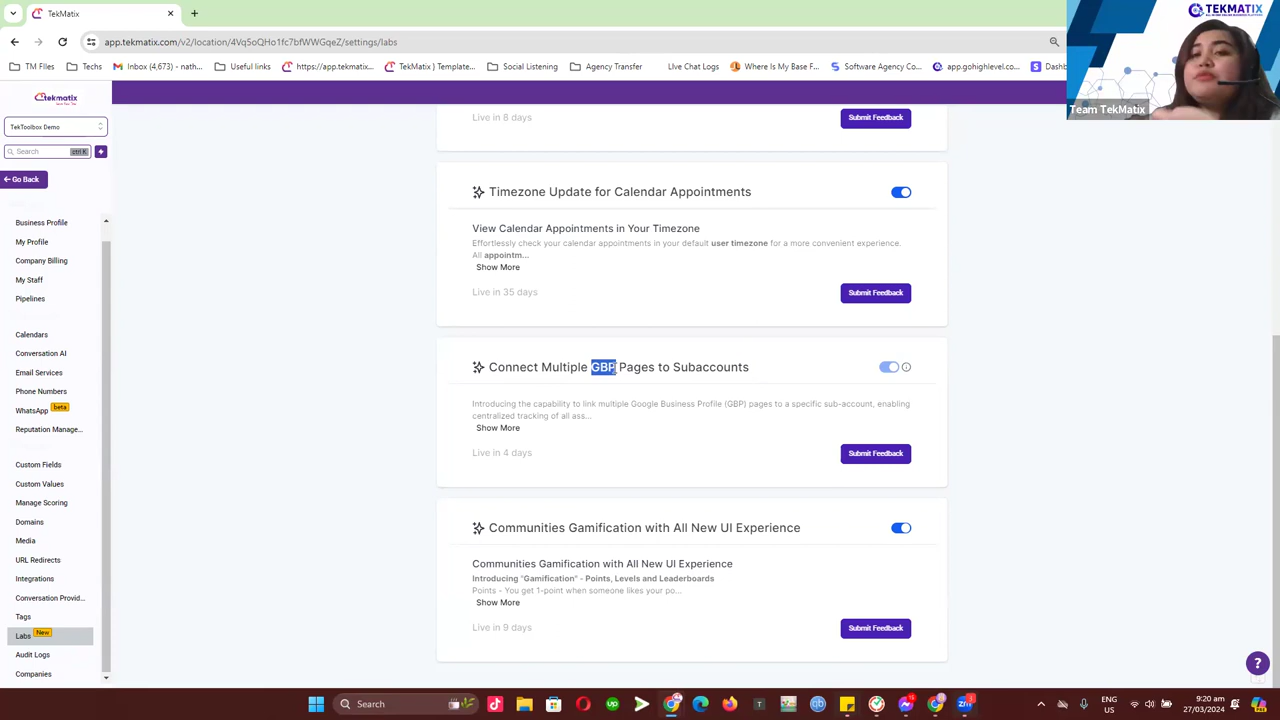 TekMatix
app.tekmatix.com/v2/location/4Vq5oQHo1fc7bfWWGqeZ/settings/labs
TM FIles
Techs
Inbox (4,673) - nath...
Useful links
https://app.tekmatix...
TekMatix | Template...
Social Listening
Agency Transfer
Live Chat Logs
Where Is My Base F...
Software Agency Co...
app.gohighlevel.co...
Dashb
TEKMATIX
Team TekMatix
tekmatix
TekToolbox Demo
Search
ctrl K
Go Back
Business Profile
My Profile
Company Billing
My Staff
Pipelines
Calendars
Conversation AI
Email Services
Phone Numbers
WhatsApp
beta
Reputation Manage...
Custom Fields
Custom Values
Manage Scoring
Domains
Media
URL Redirects
Integrations
Conversation Provid...
Tags
Labs
New
Audit Logs
Companies
Live in 8 days
Submit Feedback
Timezone Update for Calendar Appointments
View Calendar Appointments in Your Timezone
Effortlessly check your calendar appointments in your default user timezone for a more convenient experience.
All appointm...
Show More
Live in 35 days
Submit Feedback
Connect Multiple GBP Pages to Subaccounts
Introducing the capability to link multiple Google Business Profile (GBP) pages to a specific sub-account, enabling
centralized tracking of all ass...
Show More
Live in 4 days
Submit Feedback
Communities Gamification with All New UI Experience
Communities Gamification with All New UI Experience
Introducing "Gamification" - Points, Levels and Leaderboards
Points - You get 1-point when someone likes your po...
Show More
Live in 9 days
Submit Feedback
?
Search
ENG
US
9:20 am
27/03/2024